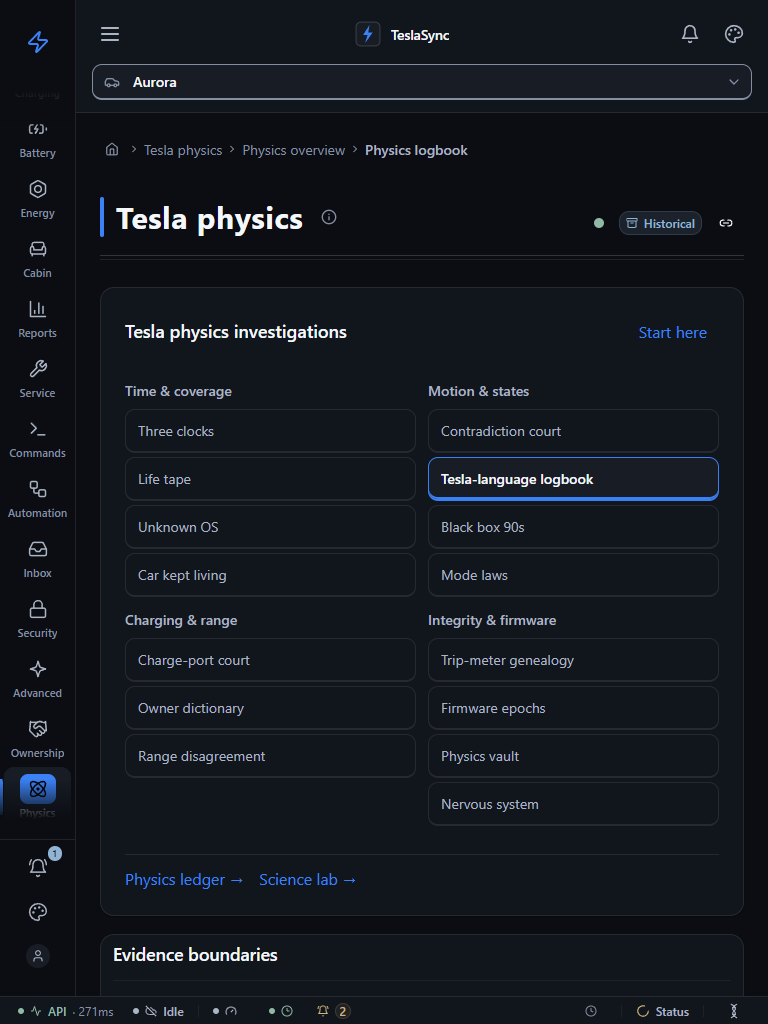 TeslaSync
Aurora
Charging
Battery
Energy
Cabin
Reports
Service
Commands
Automation
Inbox
Security
Advanced
Ownership
Physics
1
Tesla physics > Physics overview > Physics logbook
Tesla physics
Historical
Tesla physics investigations
Start here
Time & coverage
Three clocks
Life tape
Unknown OS
Car kept living
Motion & states
Contradiction court
Tesla-language logbook
Black box 90s
Mode laws
Charging & range
Charge-port court
Owner dictionary
Range disagreement
Integrity & firmware
Trip-meter genealogy
Firmware epochs
Physics vault
Nervous system
Physics ledger →
Science lab →
Evidence boundaries
API · 271ms
Idle
2
Status